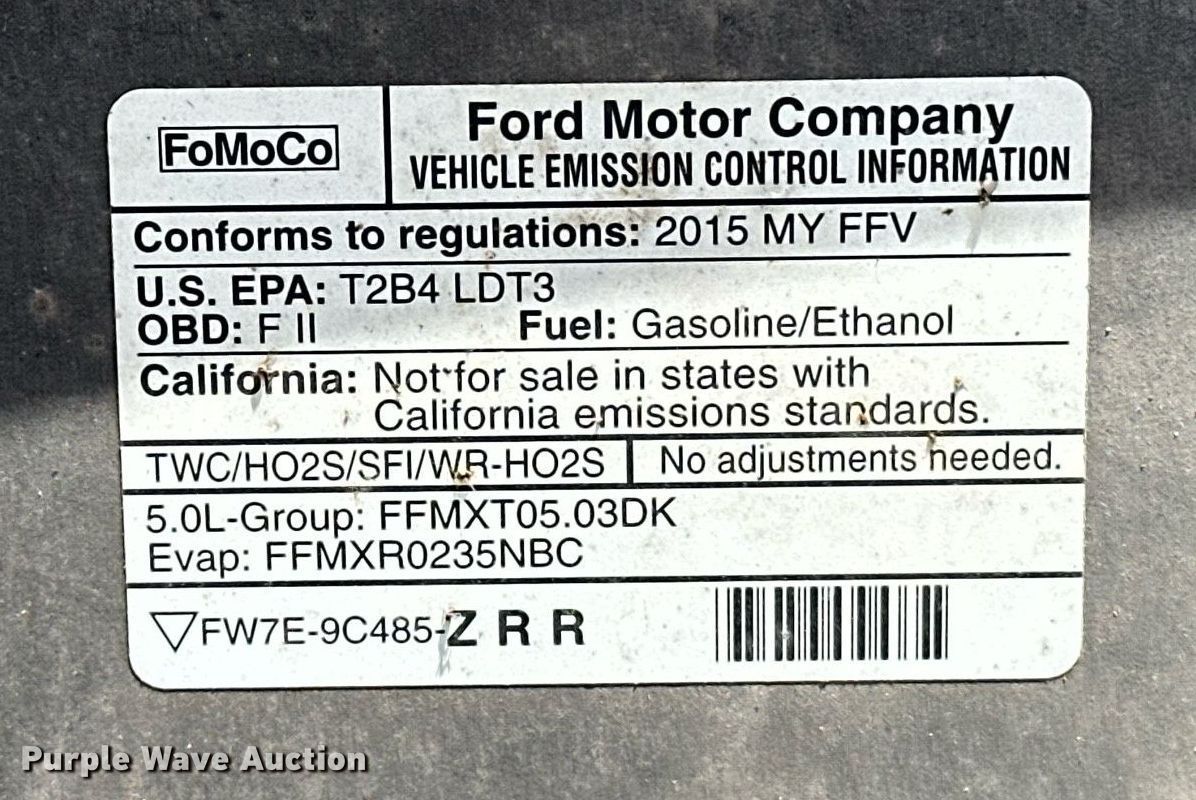 FoMoCo
Ford Motor Company
VEHICLE EMISSION CONTROL INFORMATION
Conforms to regulations: 2015 MY FFV
U.S. EPA: T2B4 LDT3
OBD: F II Fuel: Gasoline/Ethanol
California: Not for sale in states with
California emissions standards.
TWC/HO2S/SFI/WR-HO2S No adjustments needed.
5.0L-Group: FFMXT05.03DK
Evap: FFMXR0235NBC
FW7E-9C485-Z R R
Purple Wave Auction